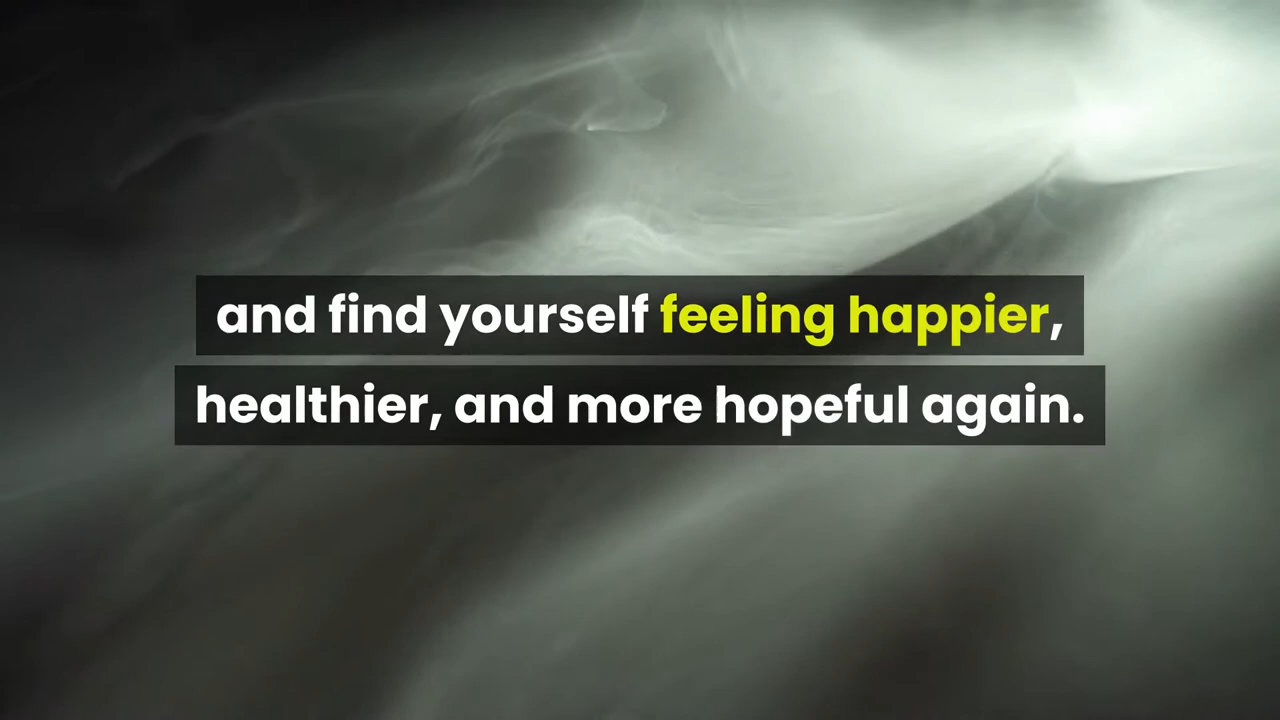 and find yourself feeling happier,
healthier, and more hopeful again.